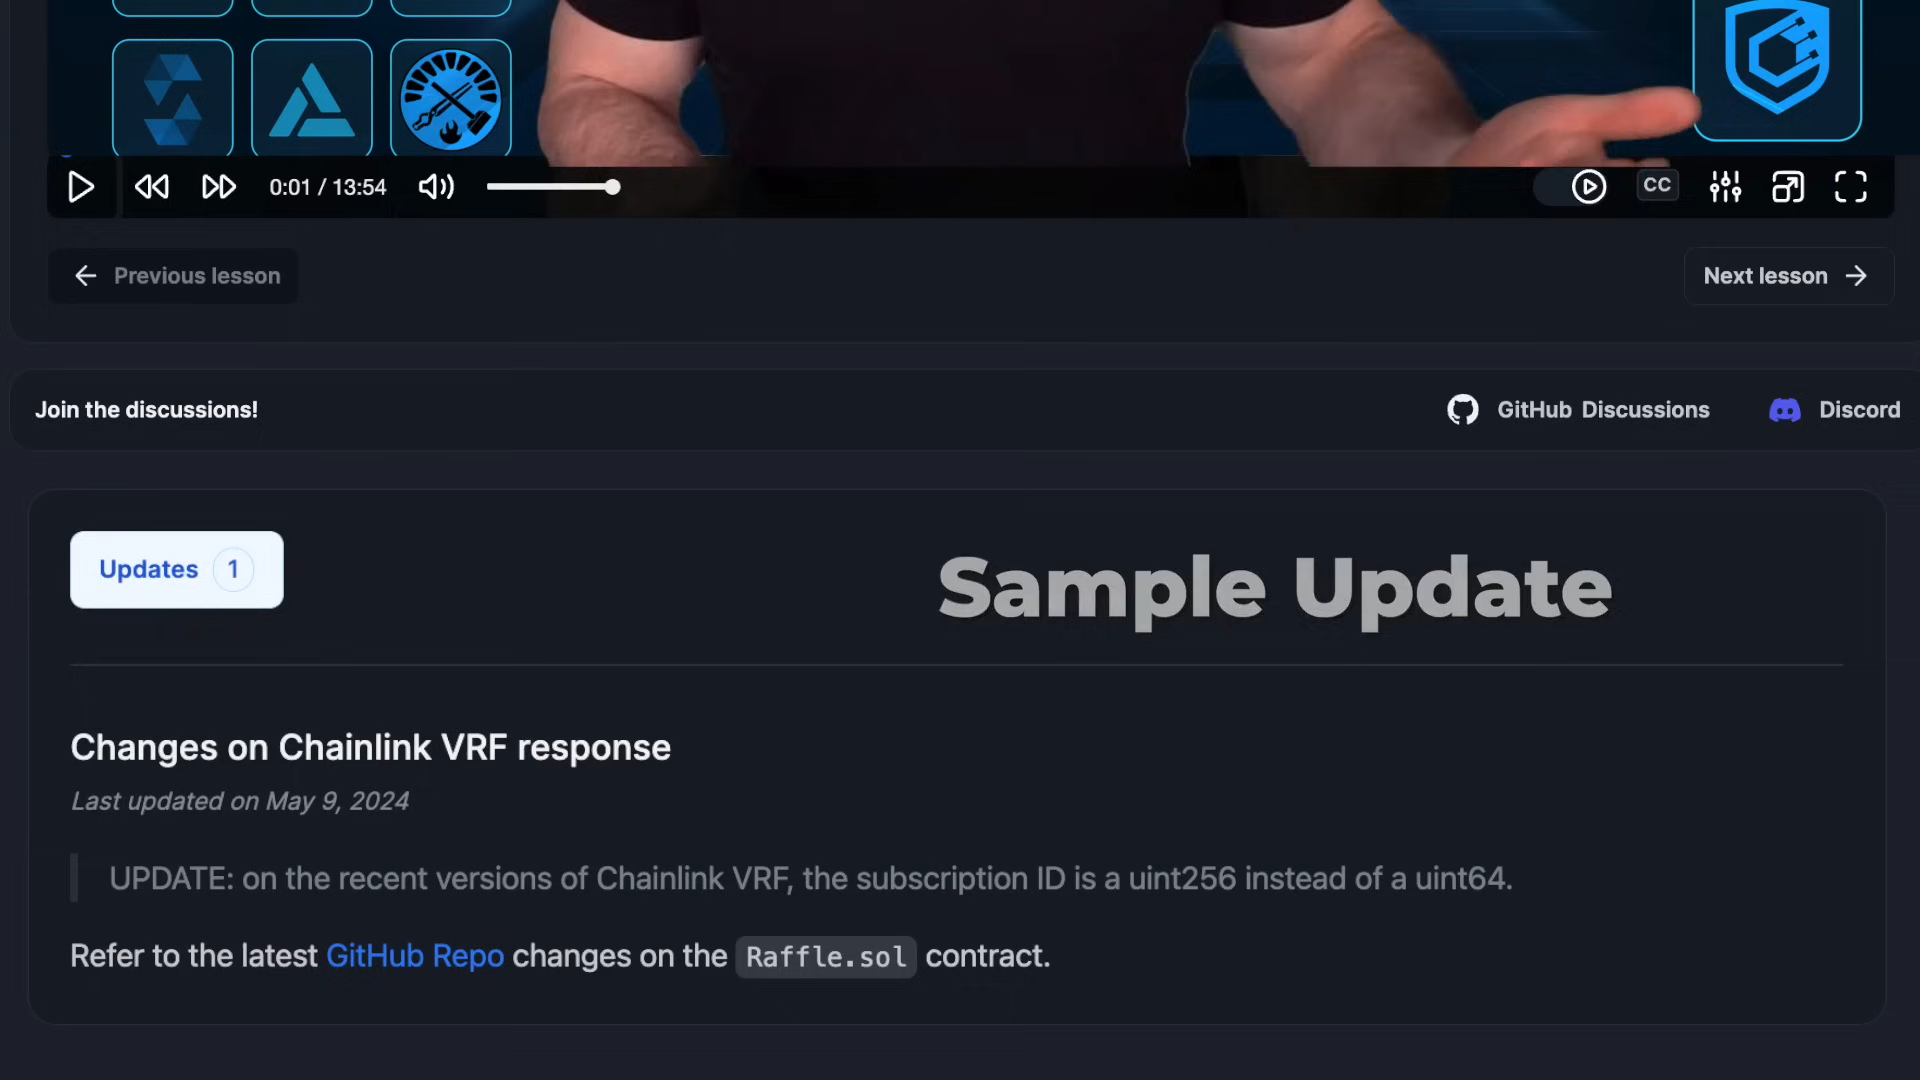 0:01 / 13:54
CC
Previous lesson
Next lesson
Join the discussions!
GitHub Discussions
Discord
Updates 1
Sample Update
Changes on Chainlink VRF response
Last updated on May 9, 2024
UPDATE: on the recent versions of Chainlink VRF, the subscription ID is a uint256 instead of a uint64.
Refer to the latest GitHub Repo changes on the Raffle.sol contract.